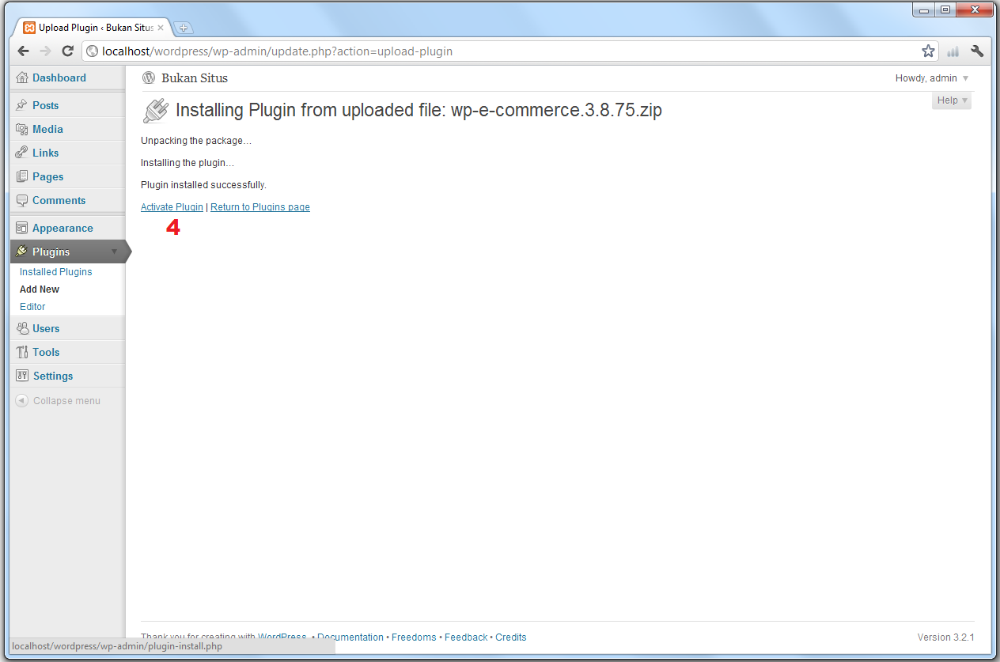 Upload Plugin ‹ Bukan Situs
localhost/wordpress/wp-admin/update.php?action=upload-plugin
Dashboard
Posts
Media
Links
Pages
Comments
Appearance
Plugins
Installed Plugins
Add New
Editor
Users
Tools
Settings
Collapse menu
Bukan Situs
Howdy, admin
Help
Installing Plugin from uploaded file: wp-e-commerce.3.8.75.zip
Unpacking the package…
Installing the plugin…
Plugin installed successfully.
Activate Plugin | Return to Plugins page
4
Thank you for creating with WordPress. • Documentation • Freedoms • Feedback • Credits
Version 3.2.1
localhost/wordpress/wp-admin/plugin-install.php